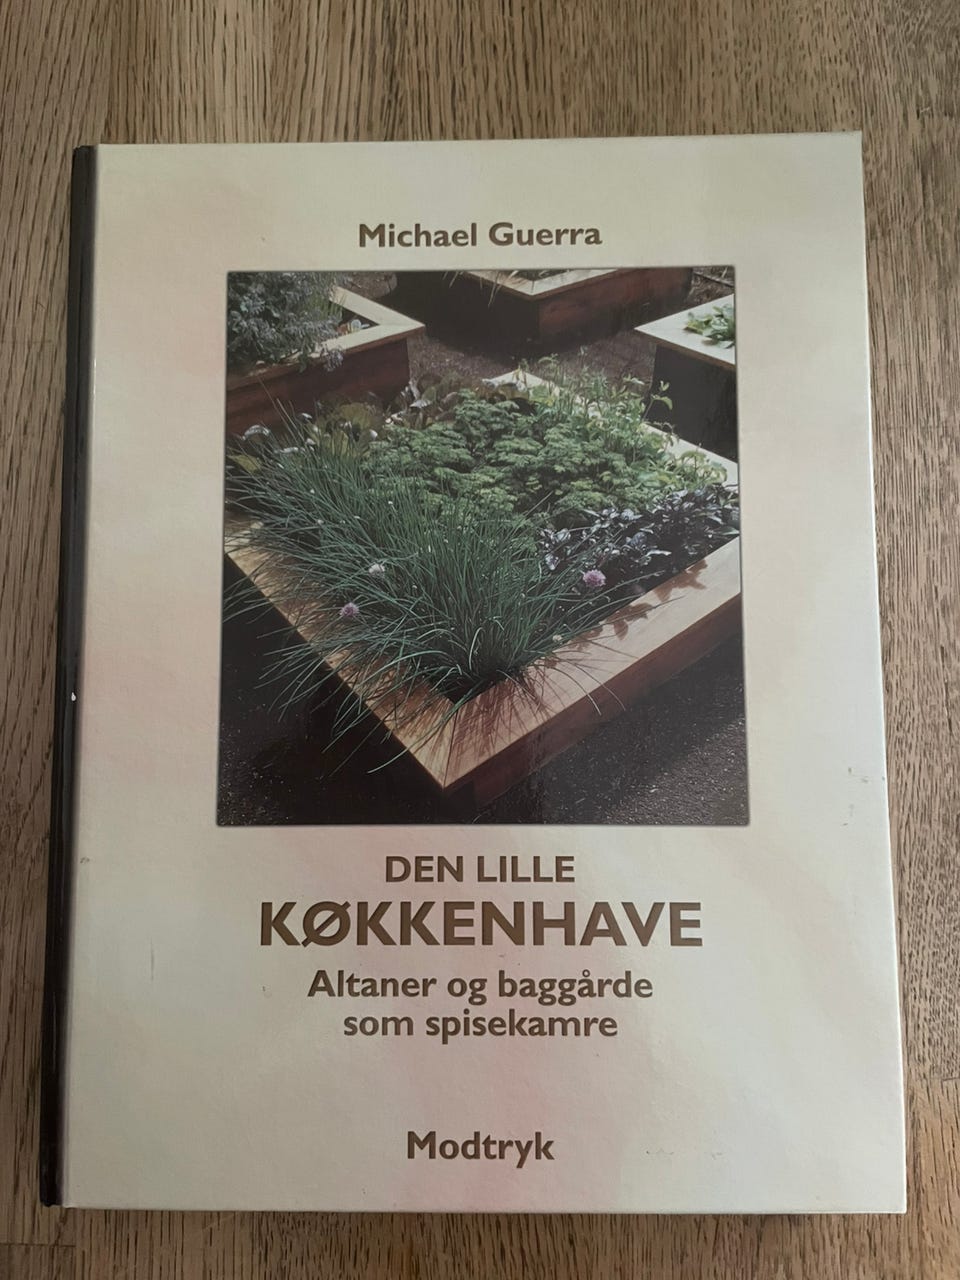 Michael Guerra
DEN LILLE
KØKKENHAVE
Altaner og baggårde
som spisekamre
Modtryk